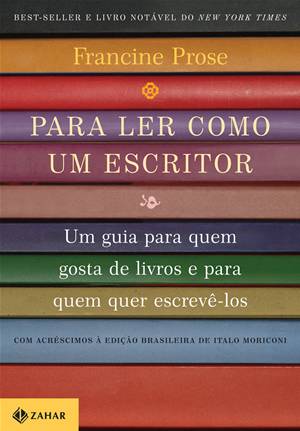 BEST-SELLER E LIVRO NOTÁVEL DO NEW YORK TIMES
Francine Prose
PARA LER COMO
UM ESCRITOR
Um guia para quem
gosta de livros e para
quem quer escrevê-los
COM ACRÉSCIMOS À EDIÇÃO BRASILEIRA DE ITALO MORICONI
ZAHAR